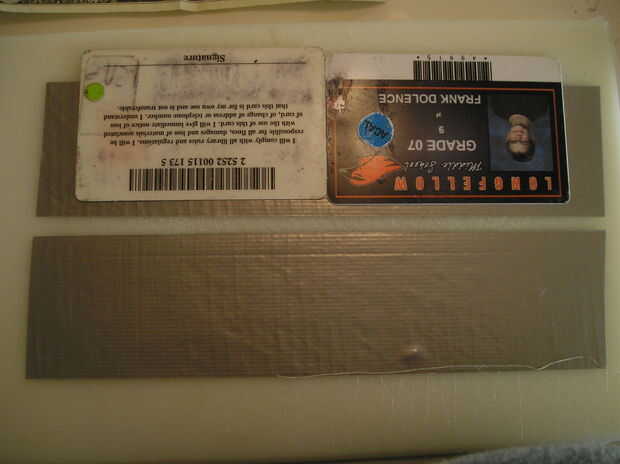 LONGFELLOW
Middle School
GRADE 07
FRANK DOLENCE
ACAL
2 5252 00115 173 5
I will comply with all library rules and regulations. I will be
responsible for all fines, damages and loss of materials associated
with the use of this card. I will give immediate notice of loss
of card, of change of address or telephone number. I understand
that this card is for my own use and is not transferable.
Signature